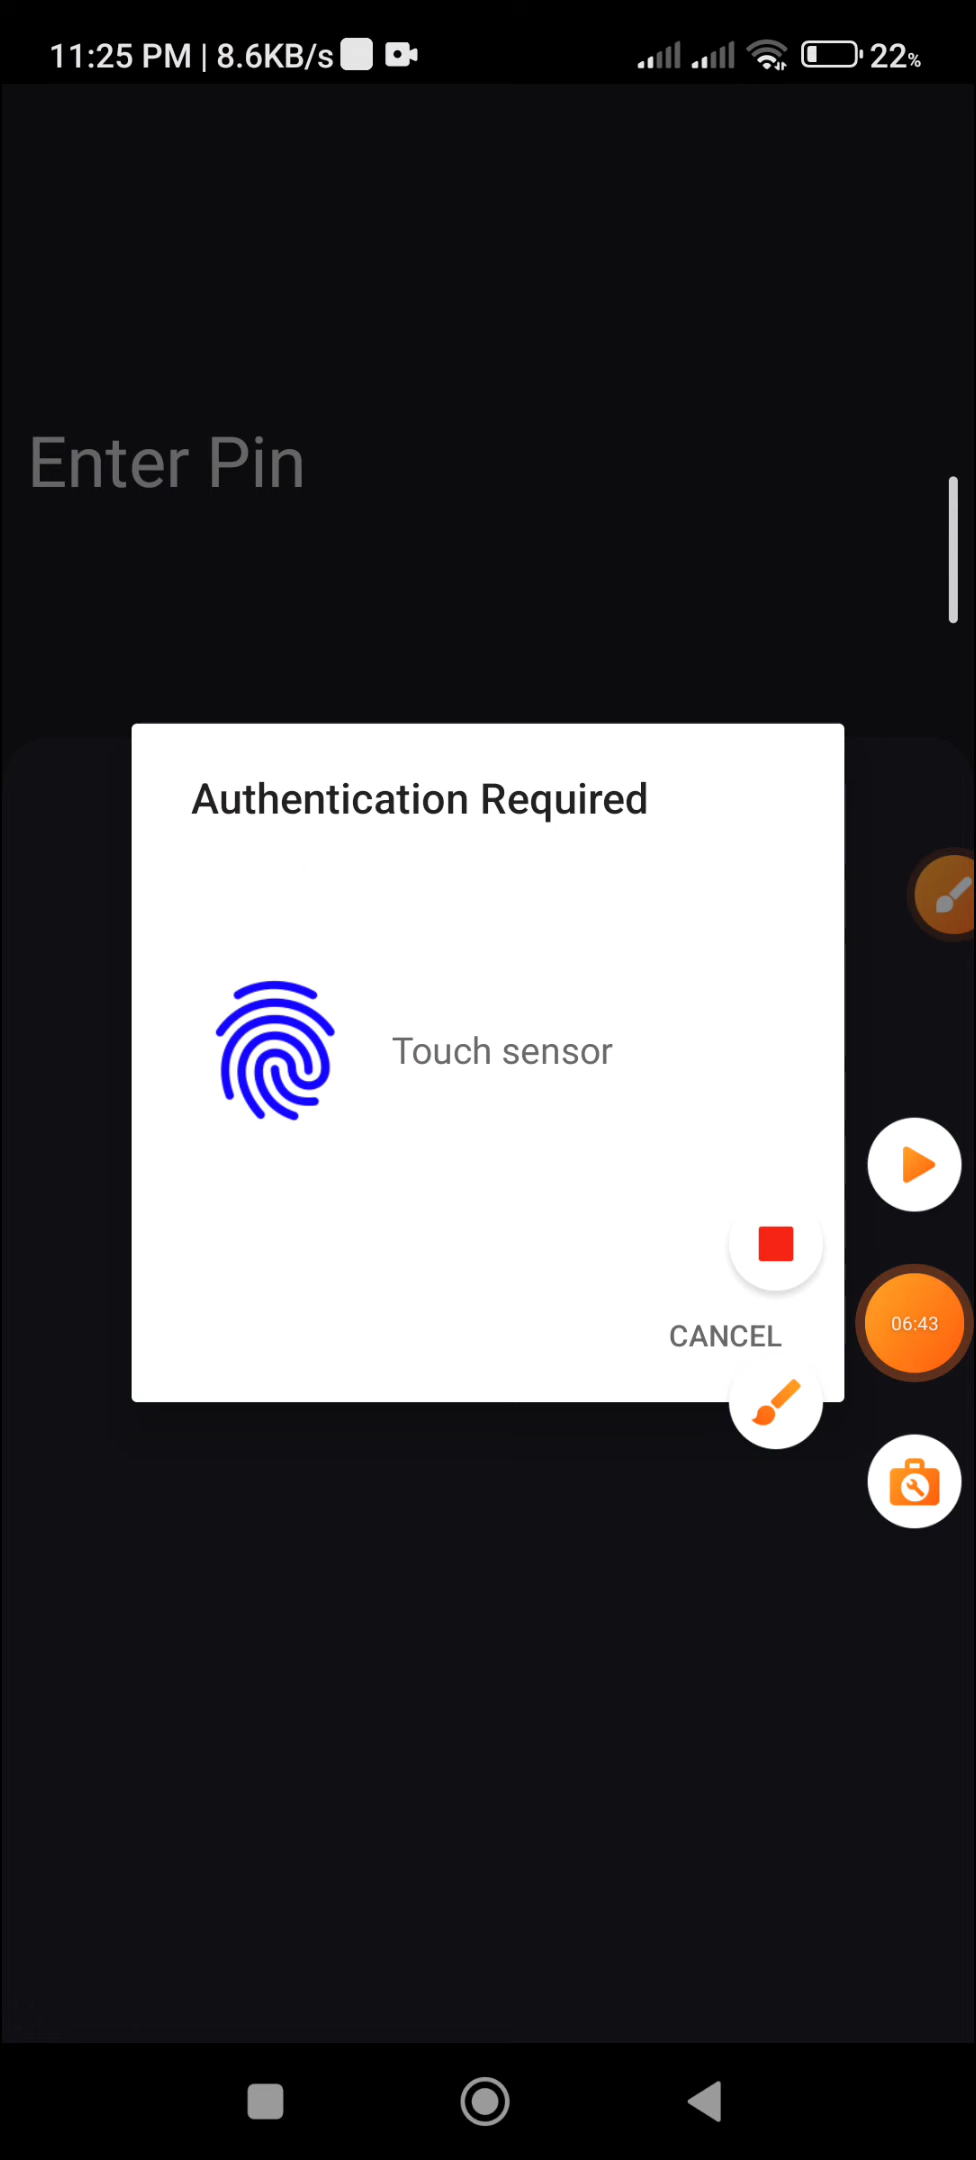 11:25 PM | 8.6KB/s 22%
Enter Pin
Authentication Required
Touch sensor
06:43
CANCEL